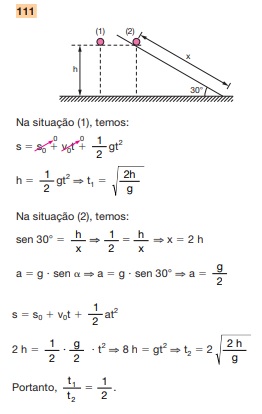 111
(1) (2)
x
h
30°
Na situação (1), temos:
s = s₀ + v₀t + 1/2 gt²
0 0
h = 1/2 gt² ⇒ t₁ = √(2h/g)
Na situação (2), temos:
sen 30° = h/x ⇒ 1/2 = h/x ⇒ x = 2 h
a = g · sen α ⇒ a = g · sen 30° ⇒ a = g/2
s = s₀ + v₀t + 1/2 at²
2 h = 1/2 · g/2 · t² ⇒ 8 h = gt² ⇒ t₂ = 2 √(2 h/g)
Portanto, t₁/t₂ = 1/2.